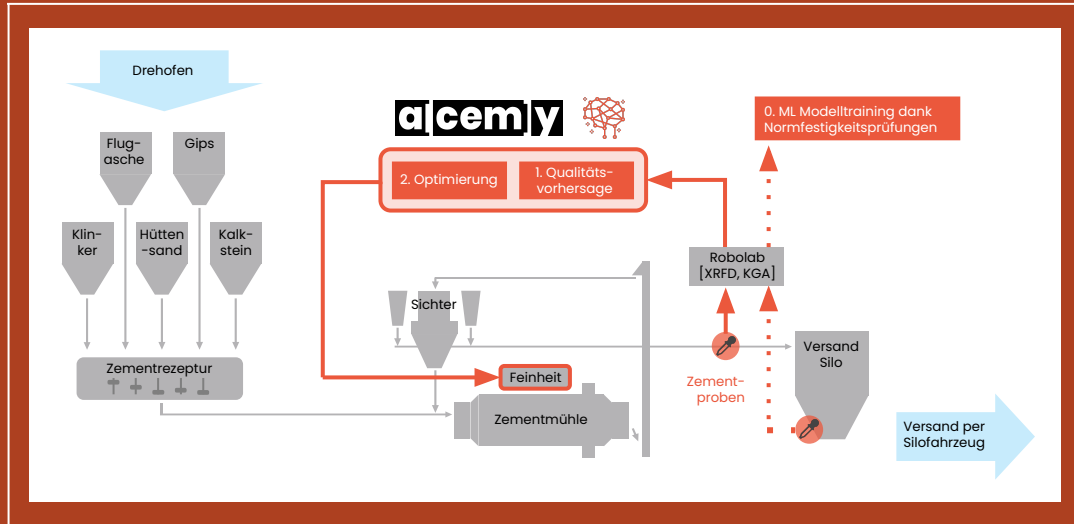 Drehofen
Flug-
asche
Gips
Klin-
ker
Hütten
-sand
Kalk-
stein
Zementrezeptur
a[cem]y
2. Optimierung
1. Qualitäts-
vorhersage
0. ML Modelltraining dank
Normfestigkeitsprüfungen
Robolab
[XRFD, KGA]
Sichter
Feinheit
Zementmühle
Zement-
proben
Versand
Silo
Versand per
Silofahrzeug